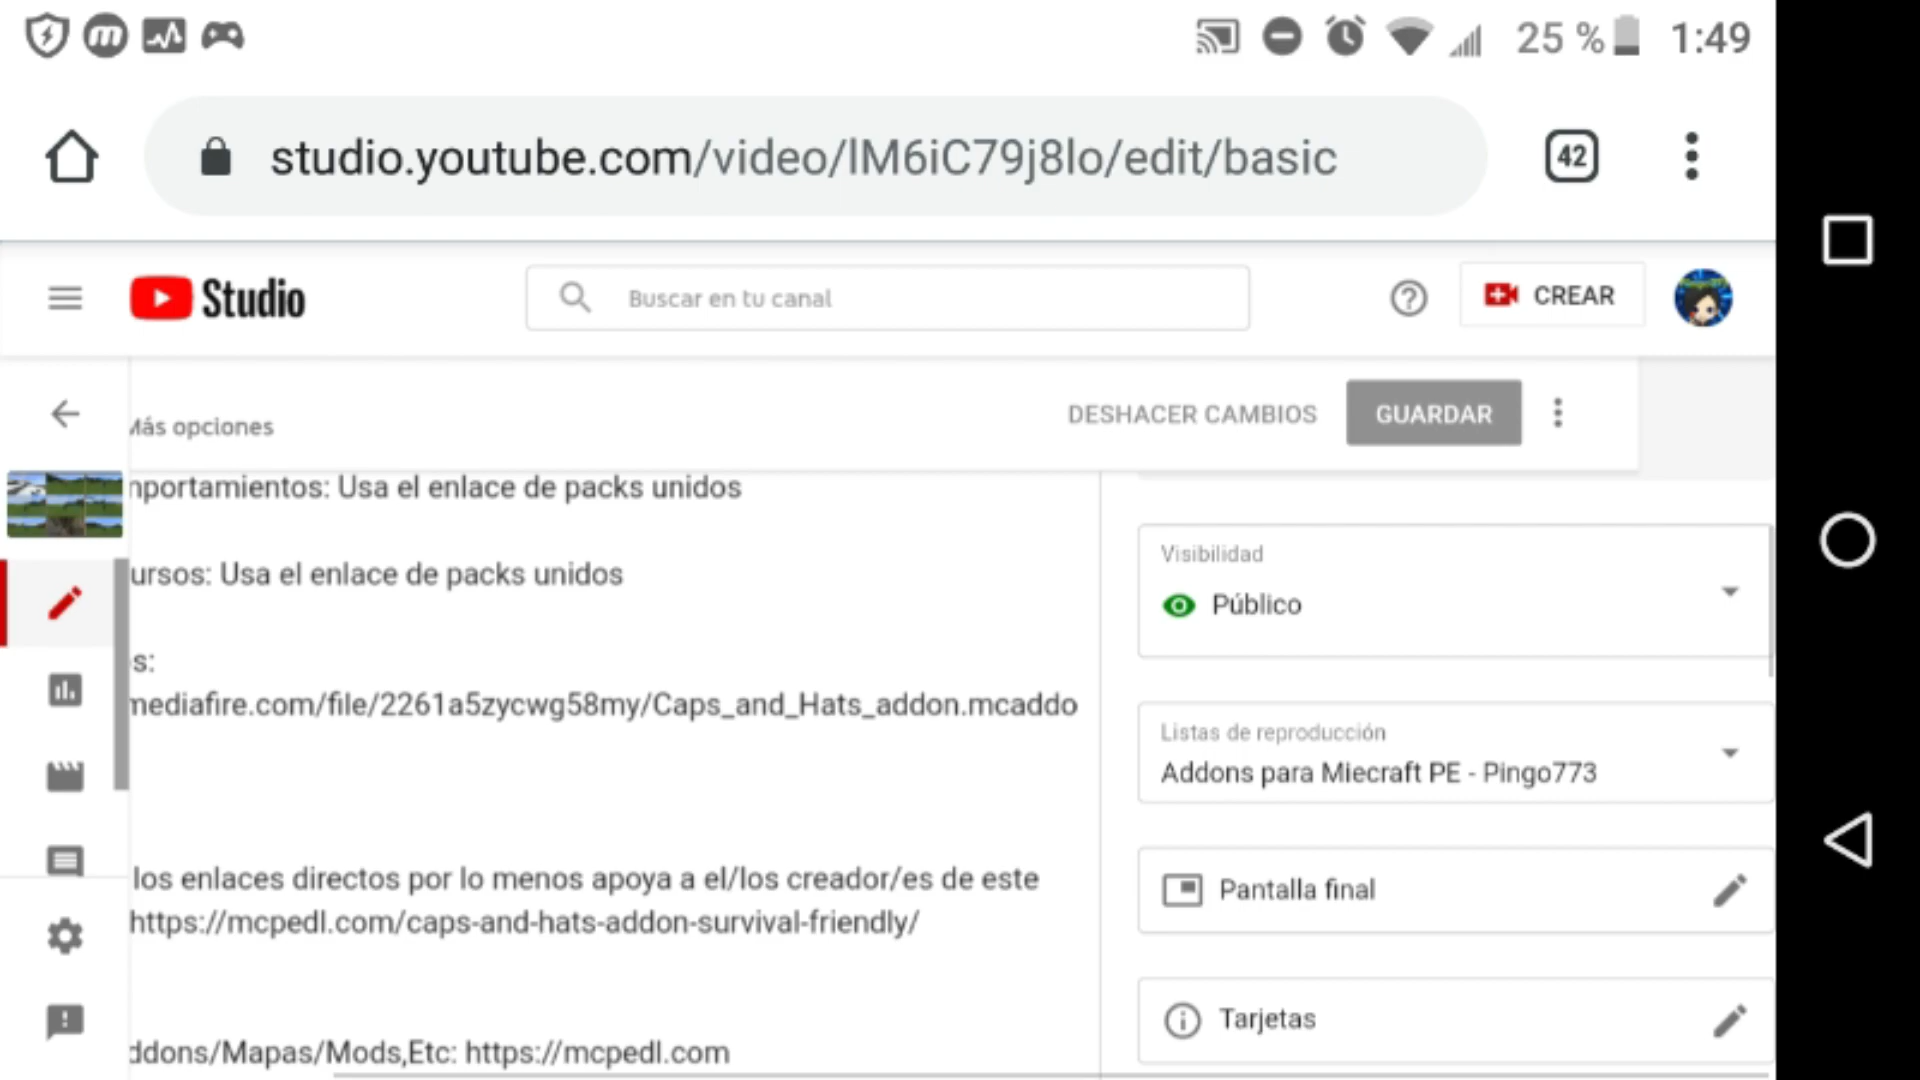 25 % 1:49
studio.youtube.com/video/lM6iC79j8lo/edit/basic
42
Studio
Buscar en tu canal
CREAR
Más opciones
DESHACER CAMBIOS
GUARDAR
mportamientos: Usa el enlace de packs unidos
ursos: Usa el enlace de packs unidos
s:
mediafire.com/file/2261a5zycwg58my/Caps_and_Hats_addon.mcaddo
los enlaces directos por lo menos apoya a el/los creador/es de este
https://mcpedl.com/caps-and-hats-addon-survival-friendly/
ddons/Mapas/Mods,Etc: https://mcpedl.com
Visibilidad
Público
Listas de reproducción
Addons para Miecraft PE - Pingo773
Pantalla final
Tarjetas